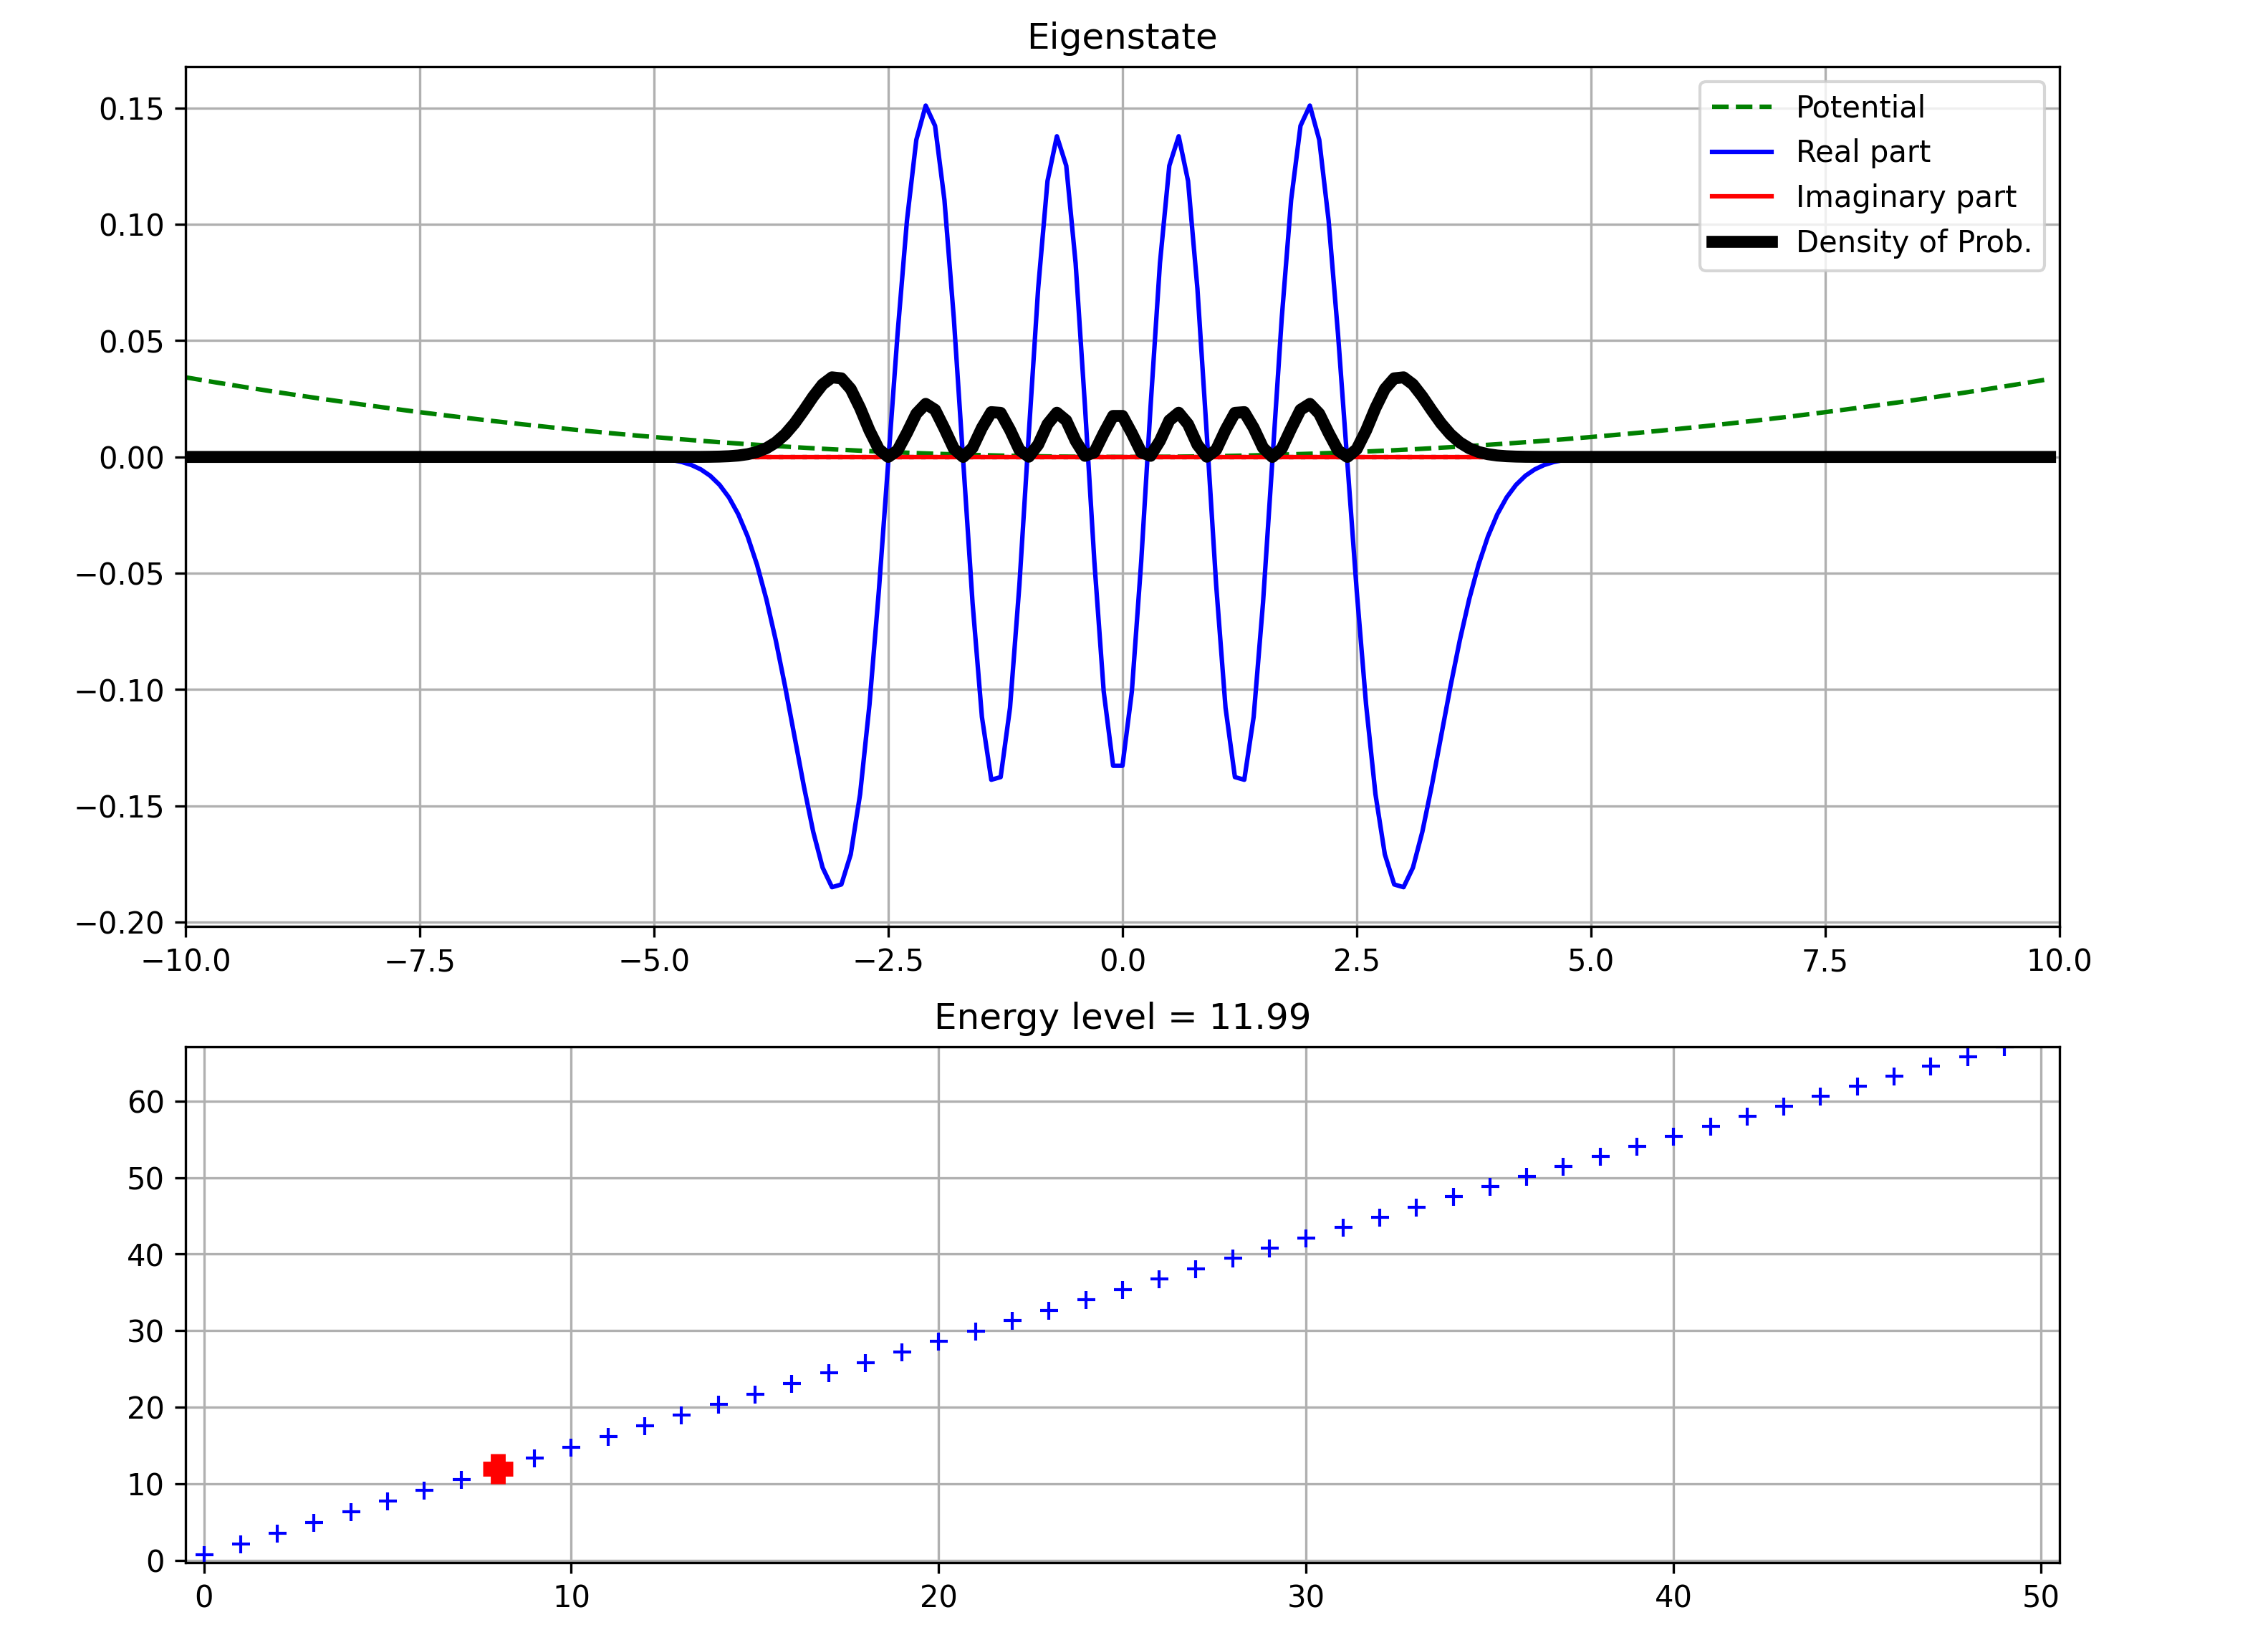 Eigenstate
0.15
0.10
0.05
0.00
−0.05
−0.10
−0.15
−0.20
Potential
Real part
Imaginary part
Density of Prob.
−10.0 −7.5 −5.0 −2.5 0.0 2.5 5.0 7.5 10.0
Energy level = 11.99
60
50
40
30
20
10
0
0 10 20 30 40 50